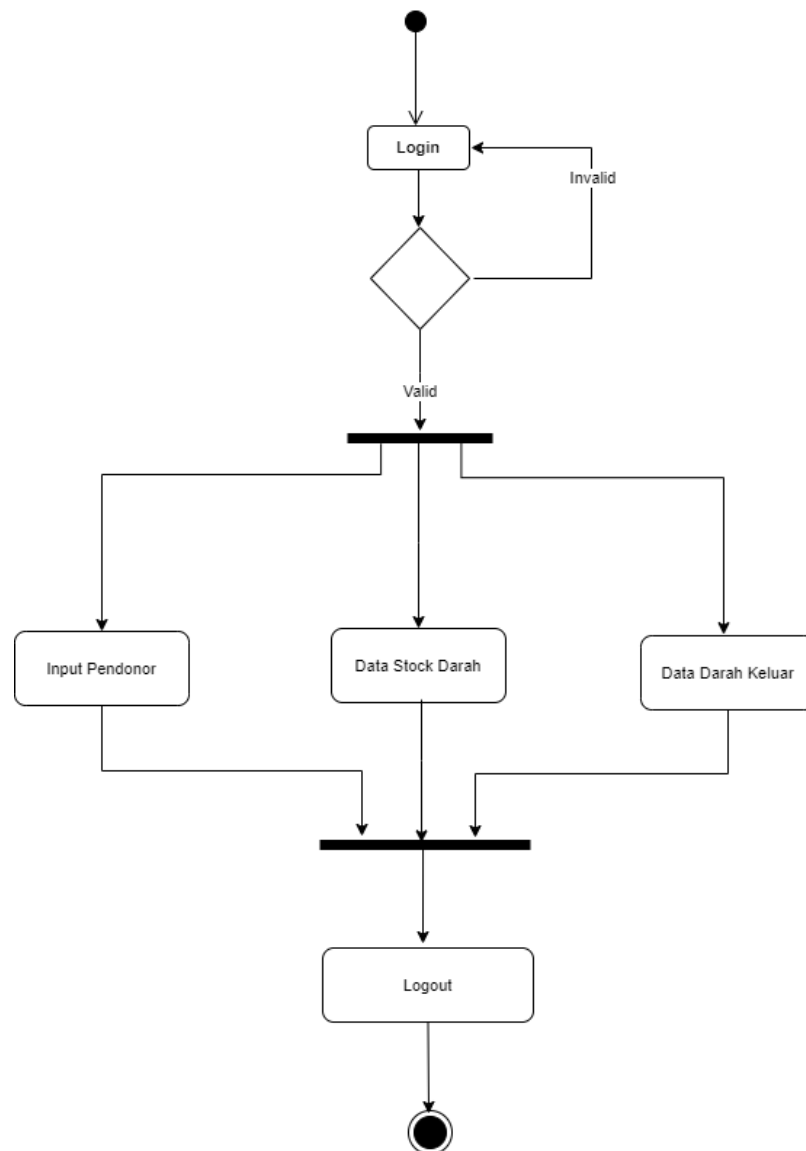 Login
Invalid
Valid
Input Pendonor
Data Stock Darah
Data Darah Keluar
Logout